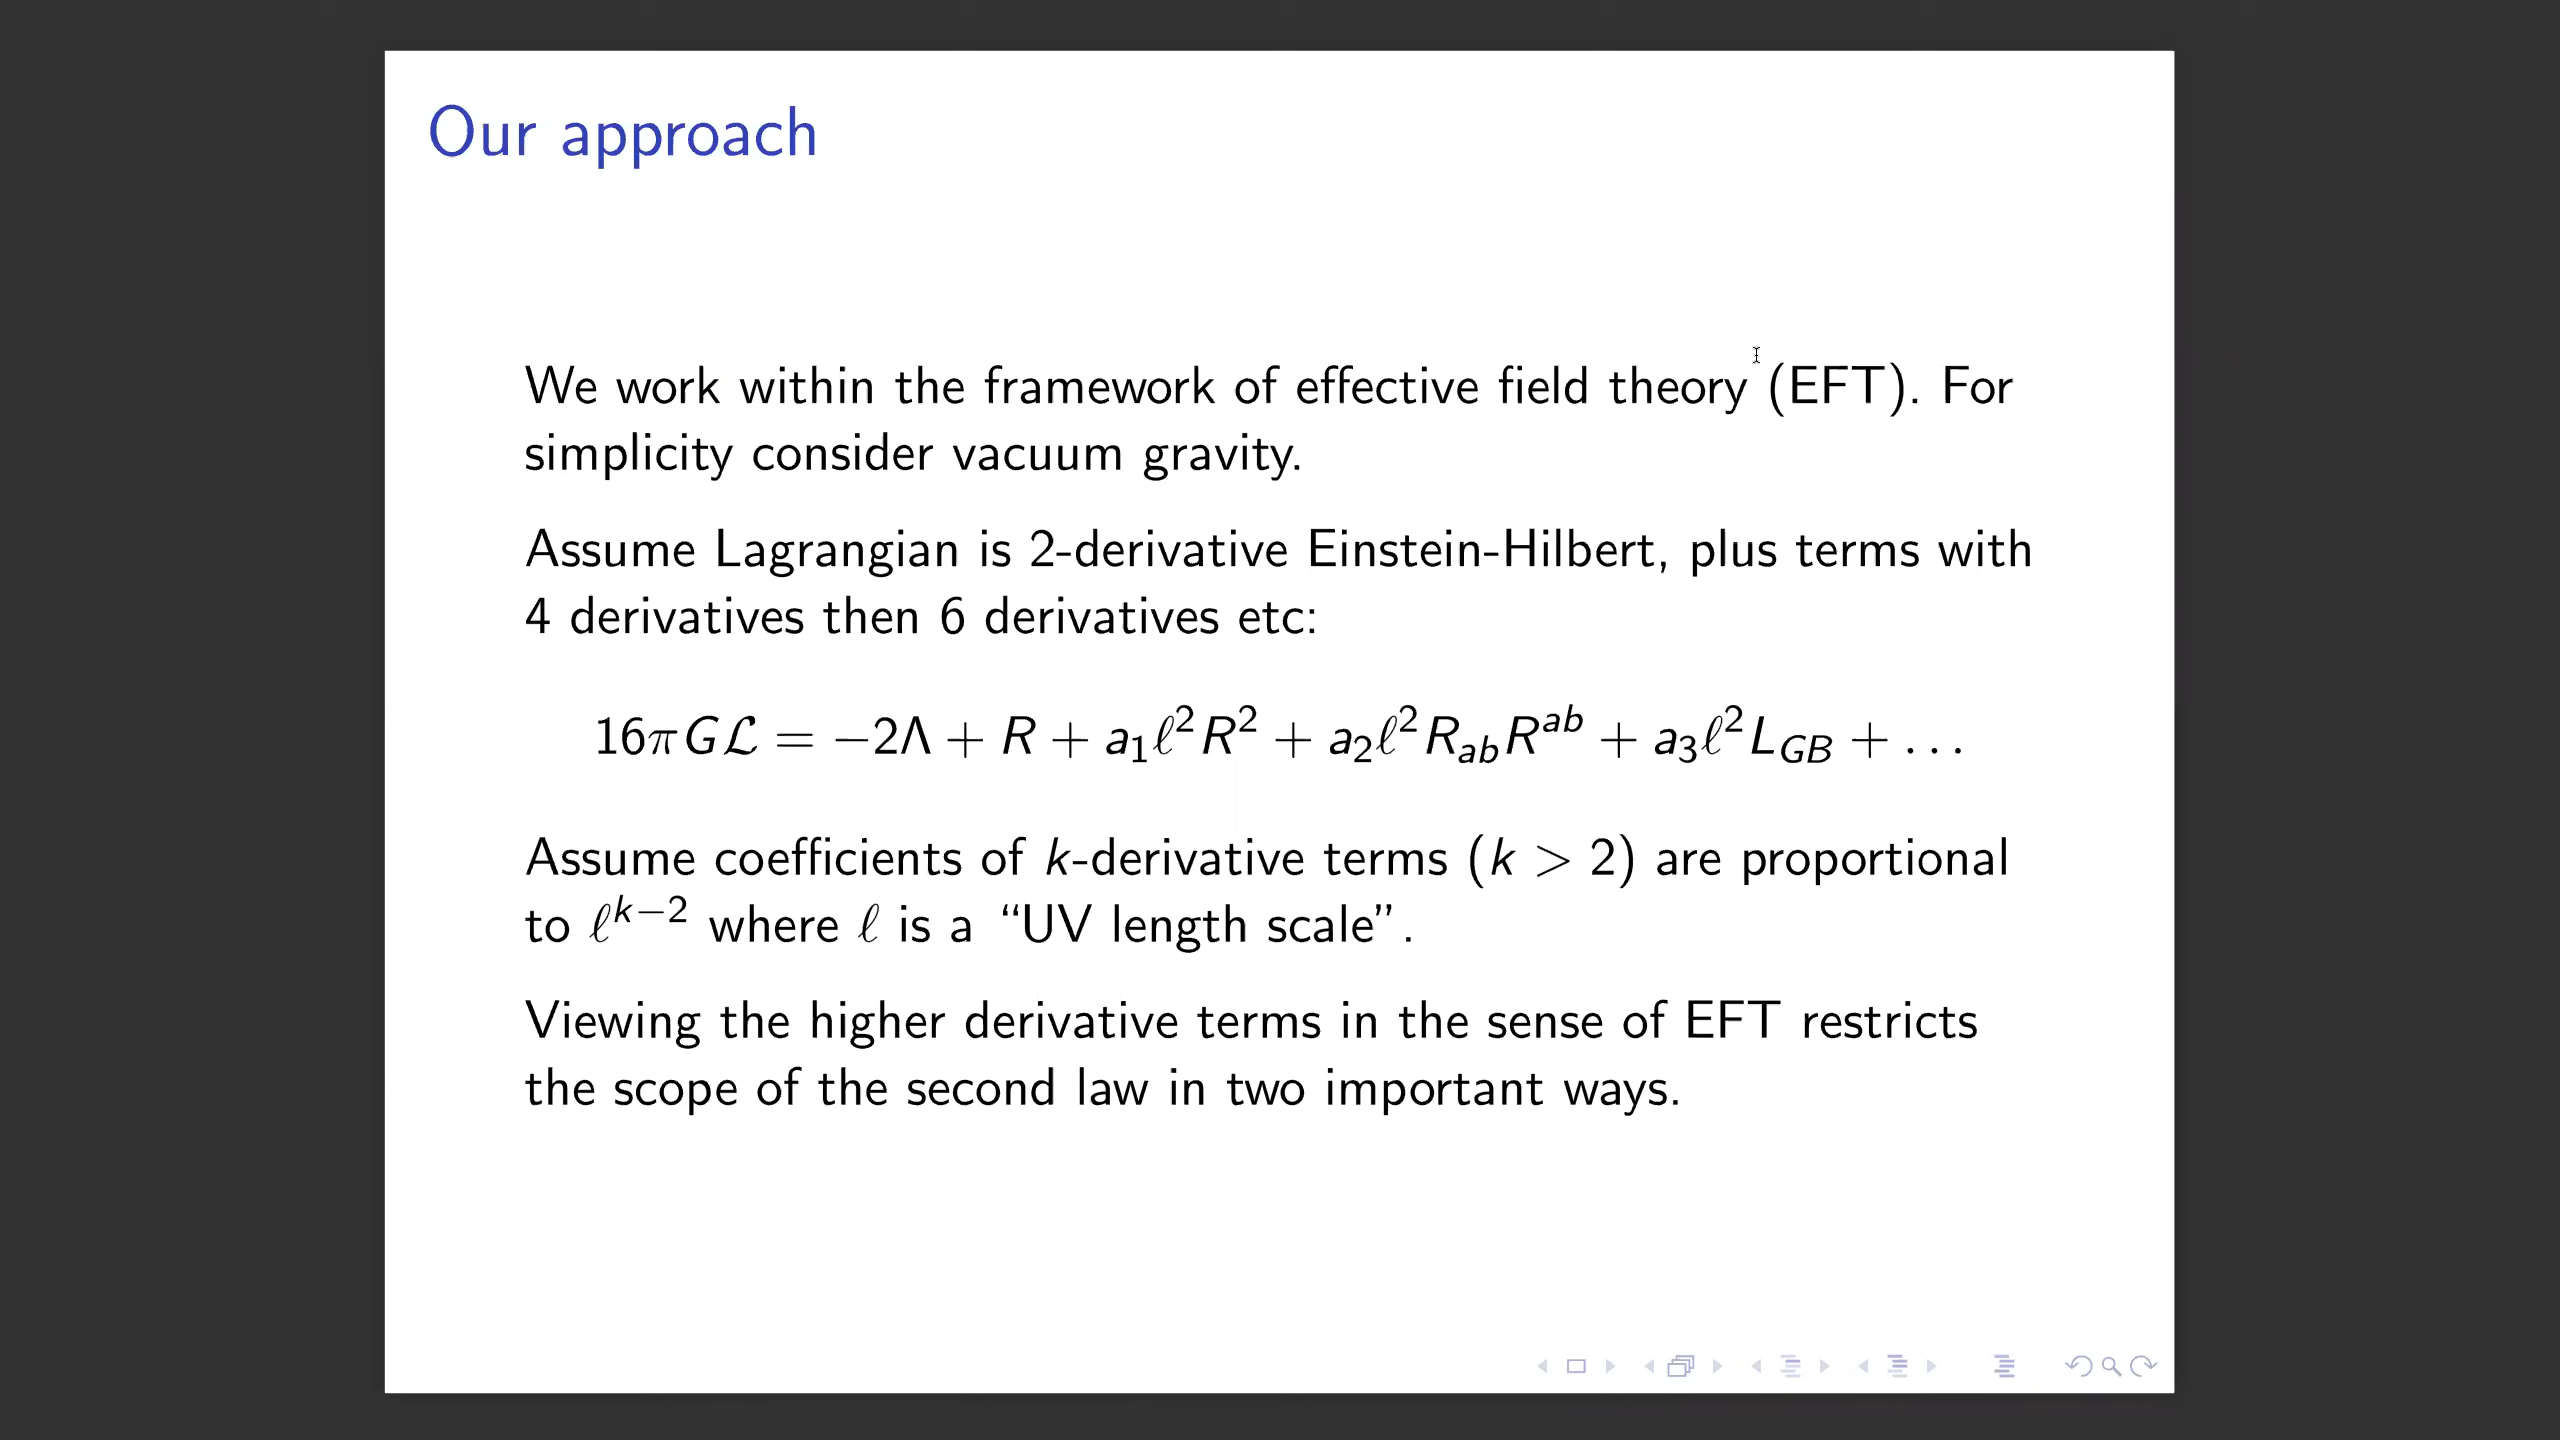 Our approach
We work within the framework of effective field theory (EFT). For
simplicity consider vacuum gravity.
Assume Lagrangian is 2-derivative Einstein-Hilbert, plus terms with
4 derivatives then 6 derivatives etc:
16πGℒ = −2Λ + R + a₁ℓ²R² + a₂ℓ²R_{ab}R^{ab} + a₃ℓ²L_{GB} + ...
Assume coefficients of k-derivative terms (k > 2) are proportional
to ℓ^{k−2} where ℓ is a “UV length scale”.
Viewing the higher derivative terms in the sense of EFT restricts
the scope of the second law in two important ways.